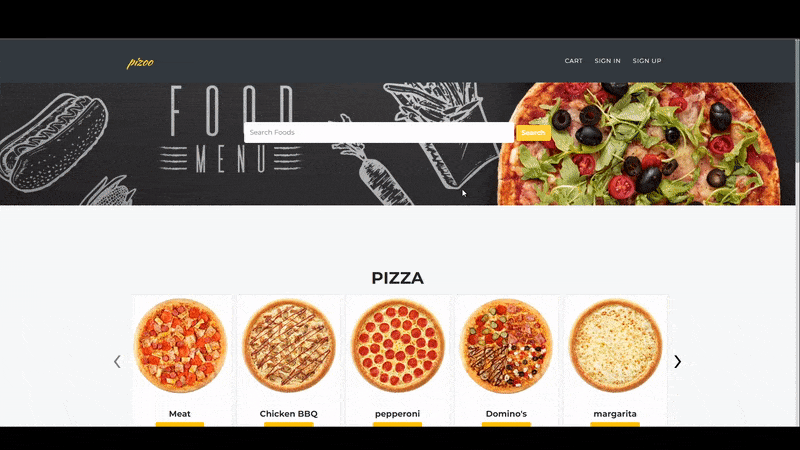 pizoo
CART SIGN IN SIGN UP
FOOD
Search Foods
Search
MENU
PIZZA
Meat
Chicken BBQ
pepperoni
Domino's
margarita